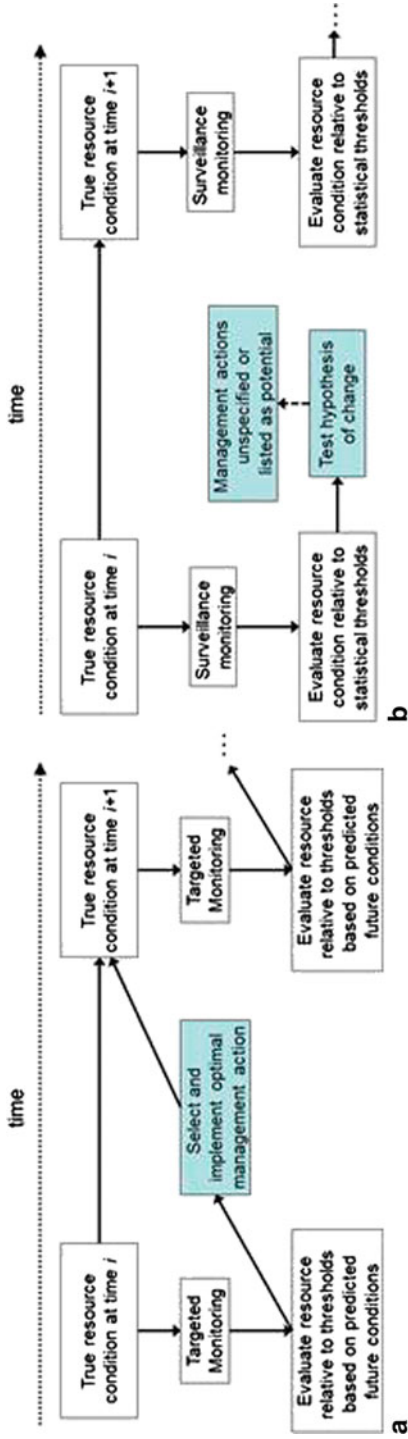 time
True resource
condition at time i
True resource
condition at time i+1
Targeted
Monitoring
Select and
implement optimal
management action
Targeted
Monitoring
Evaluate resource
relative to thresholds
based on predicted
future conditions
Evaluate resource
relative to thresholds
based on predicted
future conditions
...
a
time
True resource
condition at time i
True resource
condition at time i+1
Surveillance
monitoring
Management actions
unspecified or
listed as potential
Surveillance
monitoring
Evaluate resource
condition relative to
statistical thresholds
Test hypothesis
of change
Evaluate resource
condition relative to
statistical thresholds
...
b